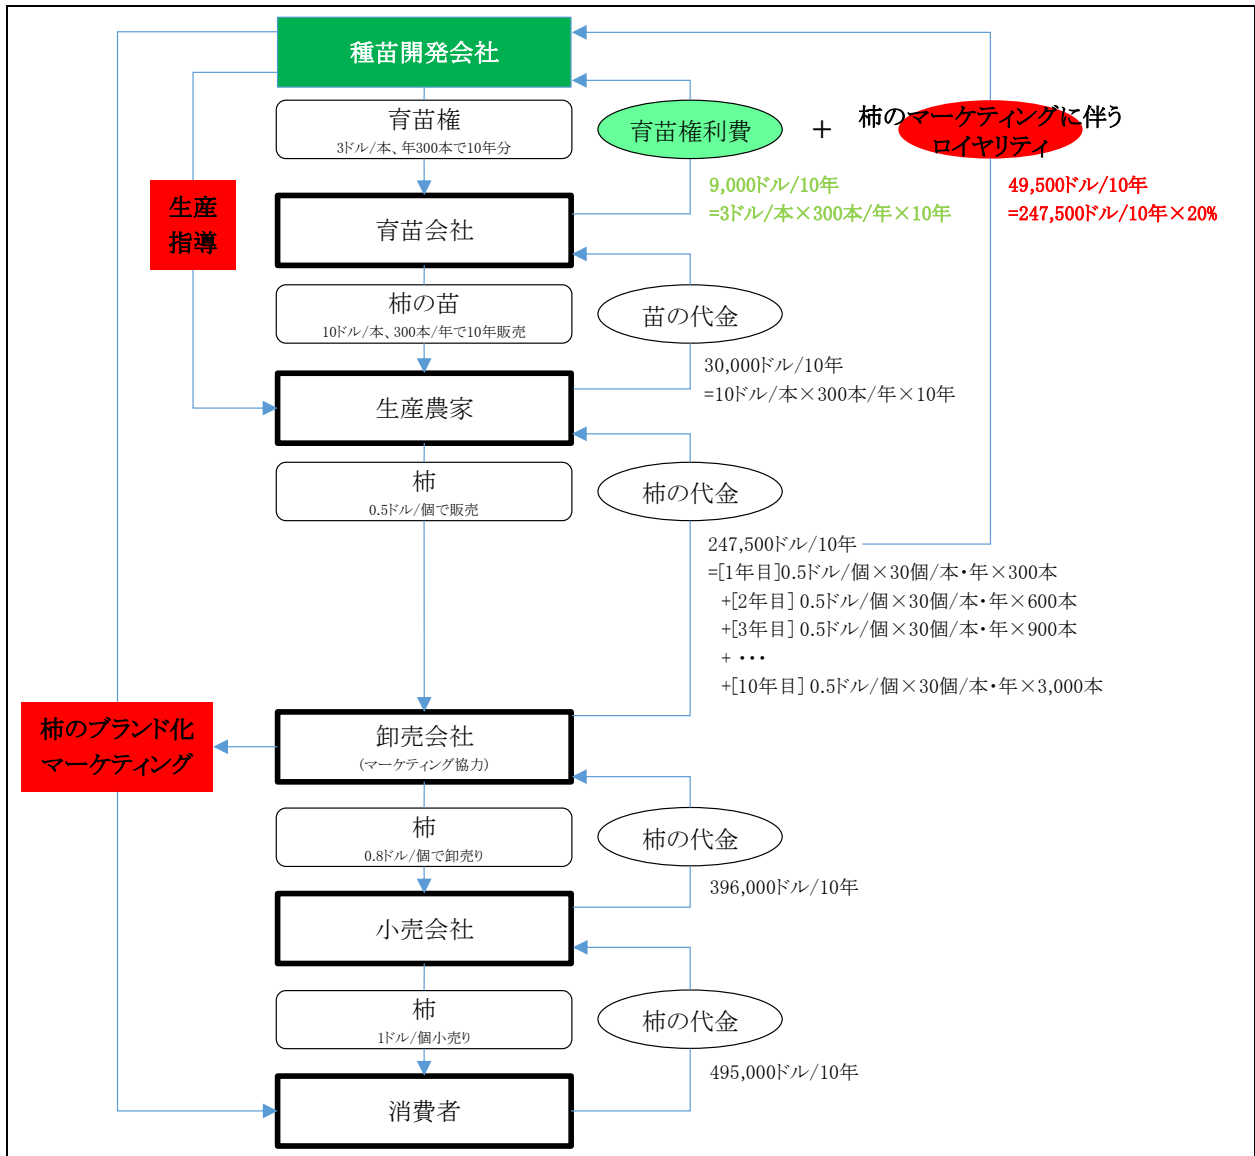 種苗開発会社
育苗権
3ドル/本、年300本で10年分
育苗権利費
+
柿のマーケティングに伴う
ロイヤリティ
9,000ドル/10年
=3ドル/本×300本/年×10年
49,500ドル/10年
=247,500ドル/10年×20%
生産
指導
育苗会社
柿の苗
10ドル/本、300本/年で10年販売
苗の代金
30,000ドル/10年
=10ドル/本×300本/年×10年
生産農家
柿
0.5ドル/個で販売
柿の代金
247,500ドル/10年
=[1年目]0.5ドル/個×30個/本・年×300本
+[2年目] 0.5ドル/個×30個/本・年×600本
+[3年目] 0.5ドル/個×30個/本・年×900本
+ ・・・
+[10年目] 0.5ドル/個×30個/本・年×3,000本
柿のブランド化
マーケティング
卸売会社
(マーケティング協力)
柿
0.8ドル/個で卸売り
柿の代金
396,000ドル/10年
小売会社
柿
1ドル/個小売り
柿の代金
495,000ドル/10年
消費者